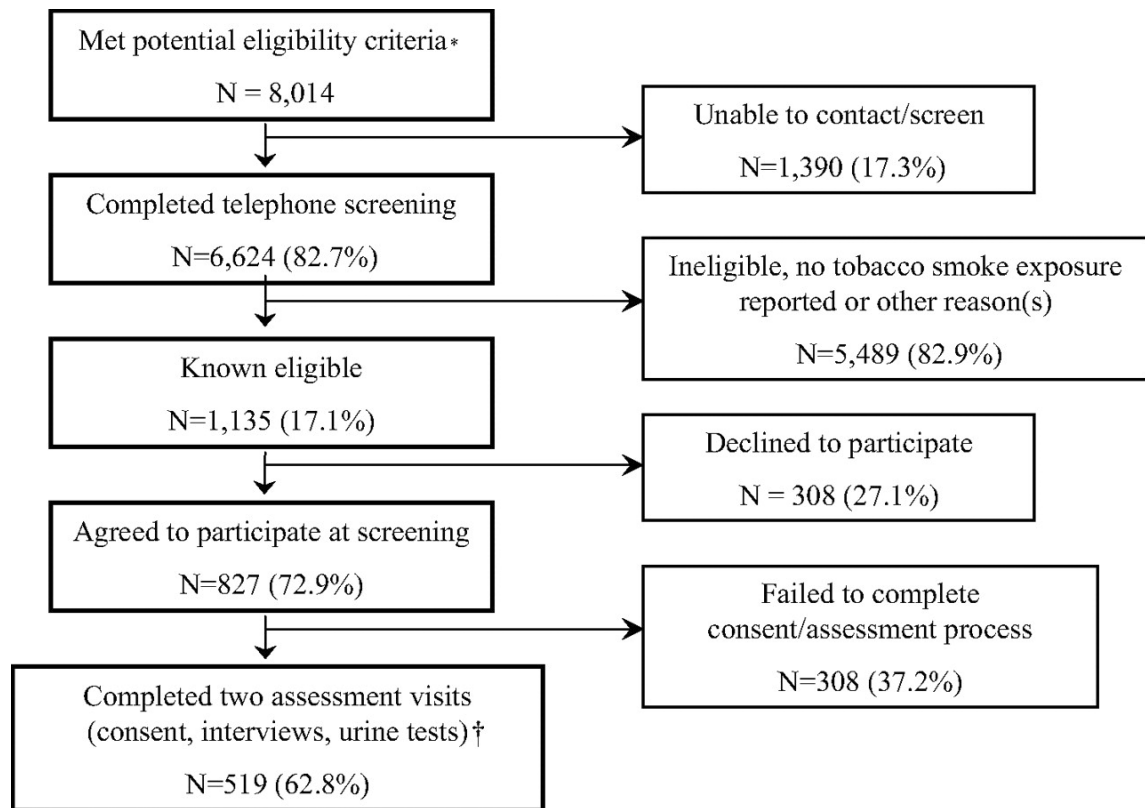 Met potential eligibility criteria*
N = 8,014
Unable to contact/screen
N=1,390 (17.3%)
Completed telephone screening
N=6,624 (82.7%)
Ineligible, no tobacco smoke exposure
reported or other reason(s)
N=5,489 (82.9%)
Known eligible
N=1,135 (17.1%)
Declined to participate
N = 308 (27.1%)
Agreed to participate at screening
N=827 (72.9%)
Failed to complete
consent/assessment process
N=308 (37.2%)
Completed two assessment visits
(consent, interviews, urine tests)†
N=519 (62.8%)